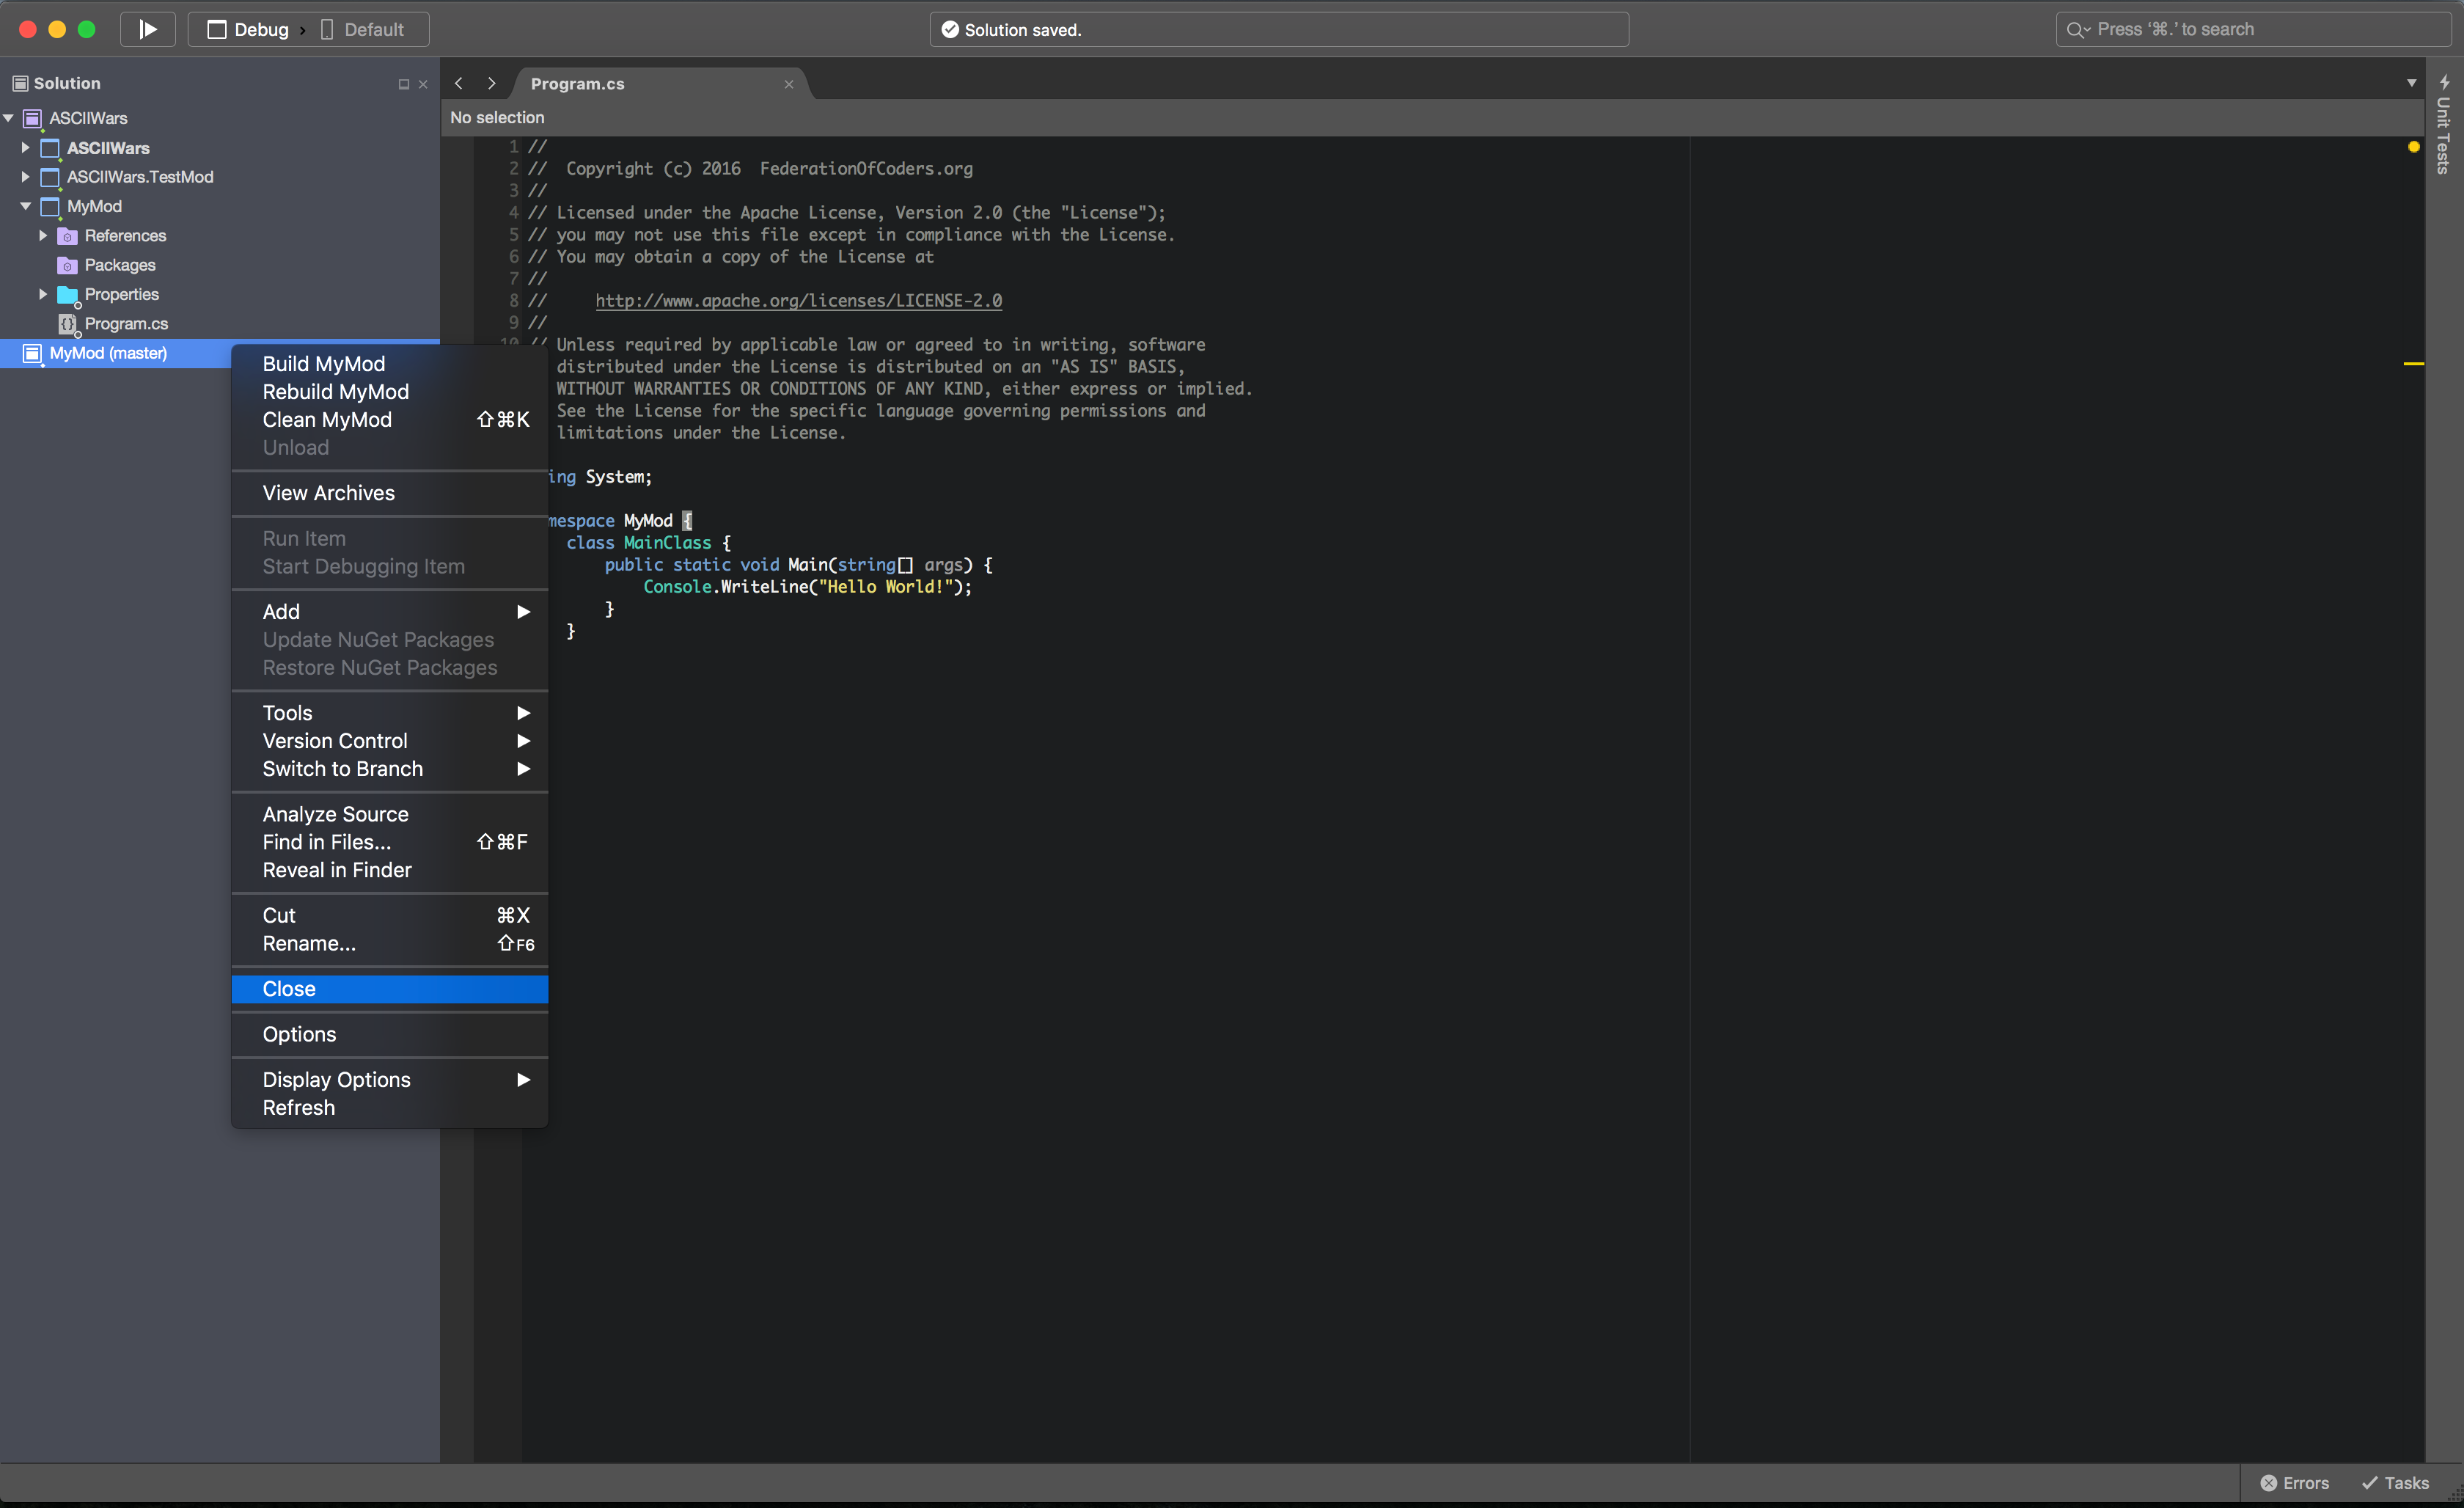 Debug › Default
Solution saved.
Press ‘⌘.’ to search
Solution
ASCIIWars
ASCIIWars
ASCIIWars.TestMod
MyMod
References
Packages
Properties
Program.cs
MyMod (master)
Build MyMod
Rebuild MyMod
Clean MyMod ⇧⌘K
Unload
View Archives
Run Item
Start Debugging Item
Add
Update NuGet Packages
Restore NuGet Packages
Tools
Version Control
Switch to Branch
Analyze Source
Find in Files... ⇧⌘F
Reveal in Finder
Cut ⌘X
Rename... ⇧F6
Close
Options
Display Options
Refresh
Program.cs
No selection
1 //
2 // Copyright (c) 2016 FederationOfCoders.org
3 //
4 // Licensed under the Apache License, Version 2.0 (the "License");
5 // you may not use this file except in compliance with the License.
6 // You may obtain a copy of the License at
7 //
8 // http://www.apache.org/licenses/LICENSE-2.0
9 //
10 // Unless required by applicable law or agreed to in writing, software
distributed under the License is distributed on an "AS IS" BASIS,
WITHOUT WARRANTIES OR CONDITIONS OF ANY KIND, either express or implied.
See the License for the specific language governing permissions and
limitations under the License.
ing System;
mespace MyMod {
class MainClass {
public static void Main(string[] args) {
Console.WriteLine("Hello World!");
}
}
Unit Tests
Errors
Tasks